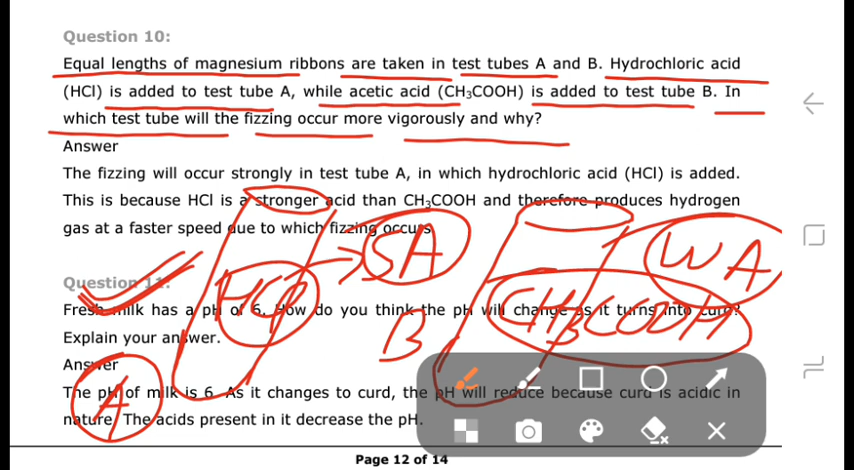 Question 10:
Equal lengths of magnesium ribbons are taken in test tubes A and B. Hydrochloric acid
(HCl) is added to test tube A, while acetic acid (CH₃COOH) is added to test tube B. In
which test tube will the fizzing occur more vigorously and why?
Answer
The fizzing will occur strongly in test tube A, in which hydrochloric acid (HCl) is added.
This is because HCl is a stronger acid than CH₃COOH and therefore produces hydrogen
gas at a faster speed due to which fizzing occurs.
SA
WA
Question 11:
HCl
CH₃COOH
Fresh milk has a pH of 6. How do you think the pH will change as it turns into curd?
Explain your answer.
B
Answer
A
The pH of milk is 6. As it changes to curd, the pH will reduce because curd is acidic in
nature. The acids present in it decrease the pH.
Page 12 of 14